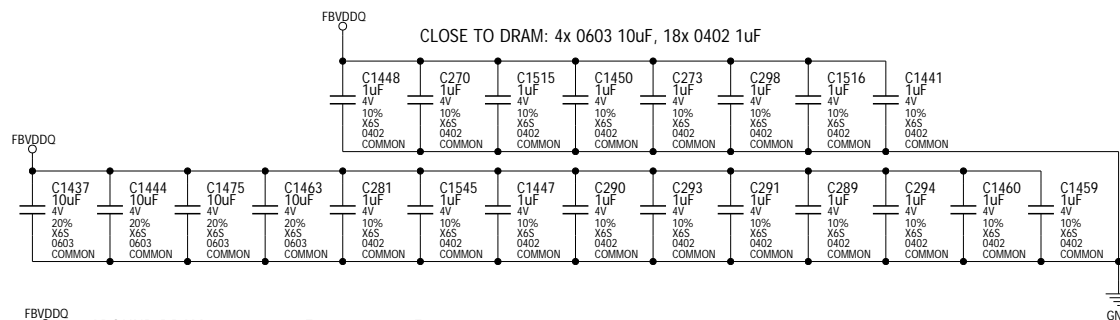 FBVDDQ
CLOSE TO DRAM: 4x 0603 10uF, 18x 0402 1uF
C1448 C270 C1515 C1450 C273 C298 C1516 C1441
1uF 1uF 1uF 1uF 1uF 1uF 1uF 1uF
4V 4V 4V 4V 4V 4V 4V 4V
10% 10% 10% 10% 10% 10% 10% 10%
X6S X6S X6S X6S X6S X6S X6S X6S
0402 0402 0402 0402 0402 0402 0402 0402
COMMON COMMON COMMON COMMON COMMON COMMON COMMON COMMON
FBVDDQ
C1437 C1444 C1475 C1463 C281 C1545 C1447 C290 C293 C291 C289 C294 C1460 C1459
10uF 10uF 10uF 10uF 1uF 1uF 1uF 1uF 1uF 1uF 1uF 1uF 1uF 1uF
4V 4V 4V 4V 4V 4V 4V 4V 4V 4V 4V 4V 4V 4V
20% 20% 20% 20% 10% 10% 10% 10% 10% 10% 10% 10% 10% 10%
X6S X6S X6S X6S X6S X6S X6S X6S X6S X6S X6S X6S X6S X6S
0603 0603 0603 0603 0402 0402 0402 0402 0402 0402 0402 0402 0402 0402
COMMON COMMON COMMON COMMON COMMON COMMON COMMON COMMON COMMON COMMON COMMON COMMON COMMON COMMON
FBVDDQ